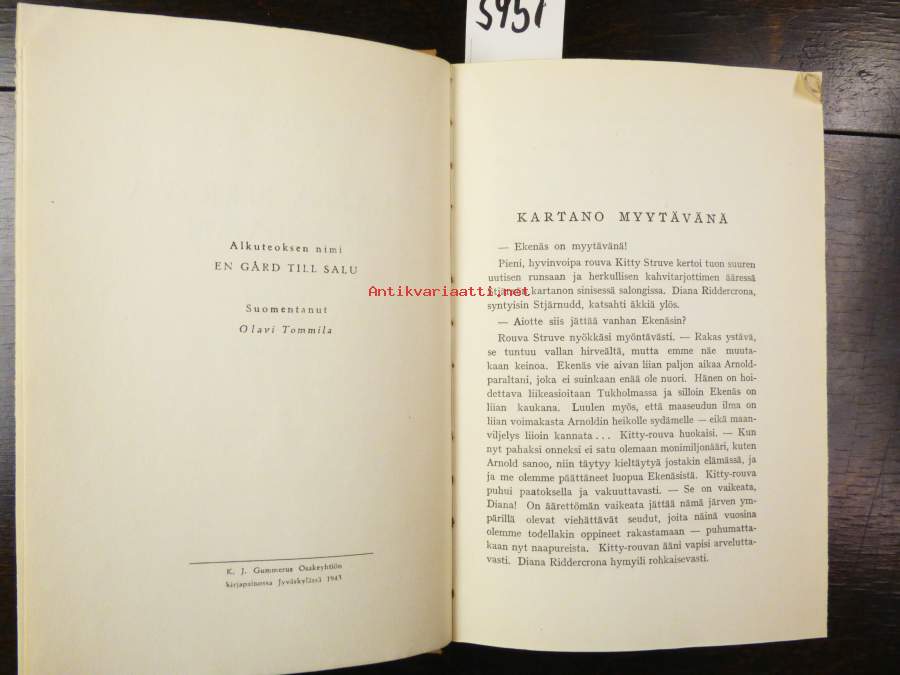 5951
Alkuteoksen nimi
EN GÅRD TILL SALU
Suomentanut
Olavi Tommila
K. J. Gummerus Osakeyhtiön
kirjapainossa Jyväskylässä 1945
KARTANO MYYTÄVÄNÄ
— Ekenäs on myytävänä!
Pieni, hyvinvoipa rouva Kitty Struve kertoi tuon suuren
uutisen runsaan ja herkullisen kahvitarjottimen ääressä
kartanon sinisessä salongissa. Diana Riddercrona,
syntyisin Stjärnudd, katsahti äkkiä ylös.
— Aiotte siis jättää vanhan Ekenäsin?
Rouva Struve nyökkäsi myöntävästi. — Rakas ystävä,
se tuntuu vallan hirveältä, mutta emme näe muuta-
kaan keinoa. Ekenäs vie aivan liian paljon aikaa Arnold-
paraltani, joka ei suinkaan enää ole nuori. Hänen on hoi-
dettava liikeasioitaan Tukholmassa ja silloin Ekenäs on
liian kaukana. Luulen myös, että maaseudun ilma on
liian voimakasta Arnoldin heikolle sydämelle — eikä maan-
viljelys liioin kannata... Kitty-rouva huokaisi. — Kun
nyt pahaksi onneksi ei satu olemaan monimiljonääri, kuten
Arnold sanoo, niin täytyy kieltäytyä jostakin elämässä, ja
ja me olemme päättäneet luopua Ekenäsistä. Kitty-rouva
puhui paatoksella ja vakuuttavasti. — Se on vaikeata,
Diana! On äärettömän vaikeata jättää nämä järven ym-
pärillä olevat viehättävät seudut, joita näinä vuosina
olemme todellakin oppineet rakastamaan — puhumatta-
kaan nyt naapureista. Kitty-rouvan ääni vapisi arvelutta-
vasti. Diana Riddercrona hymyili rohkaisevasti.
Antikvariaatti.net